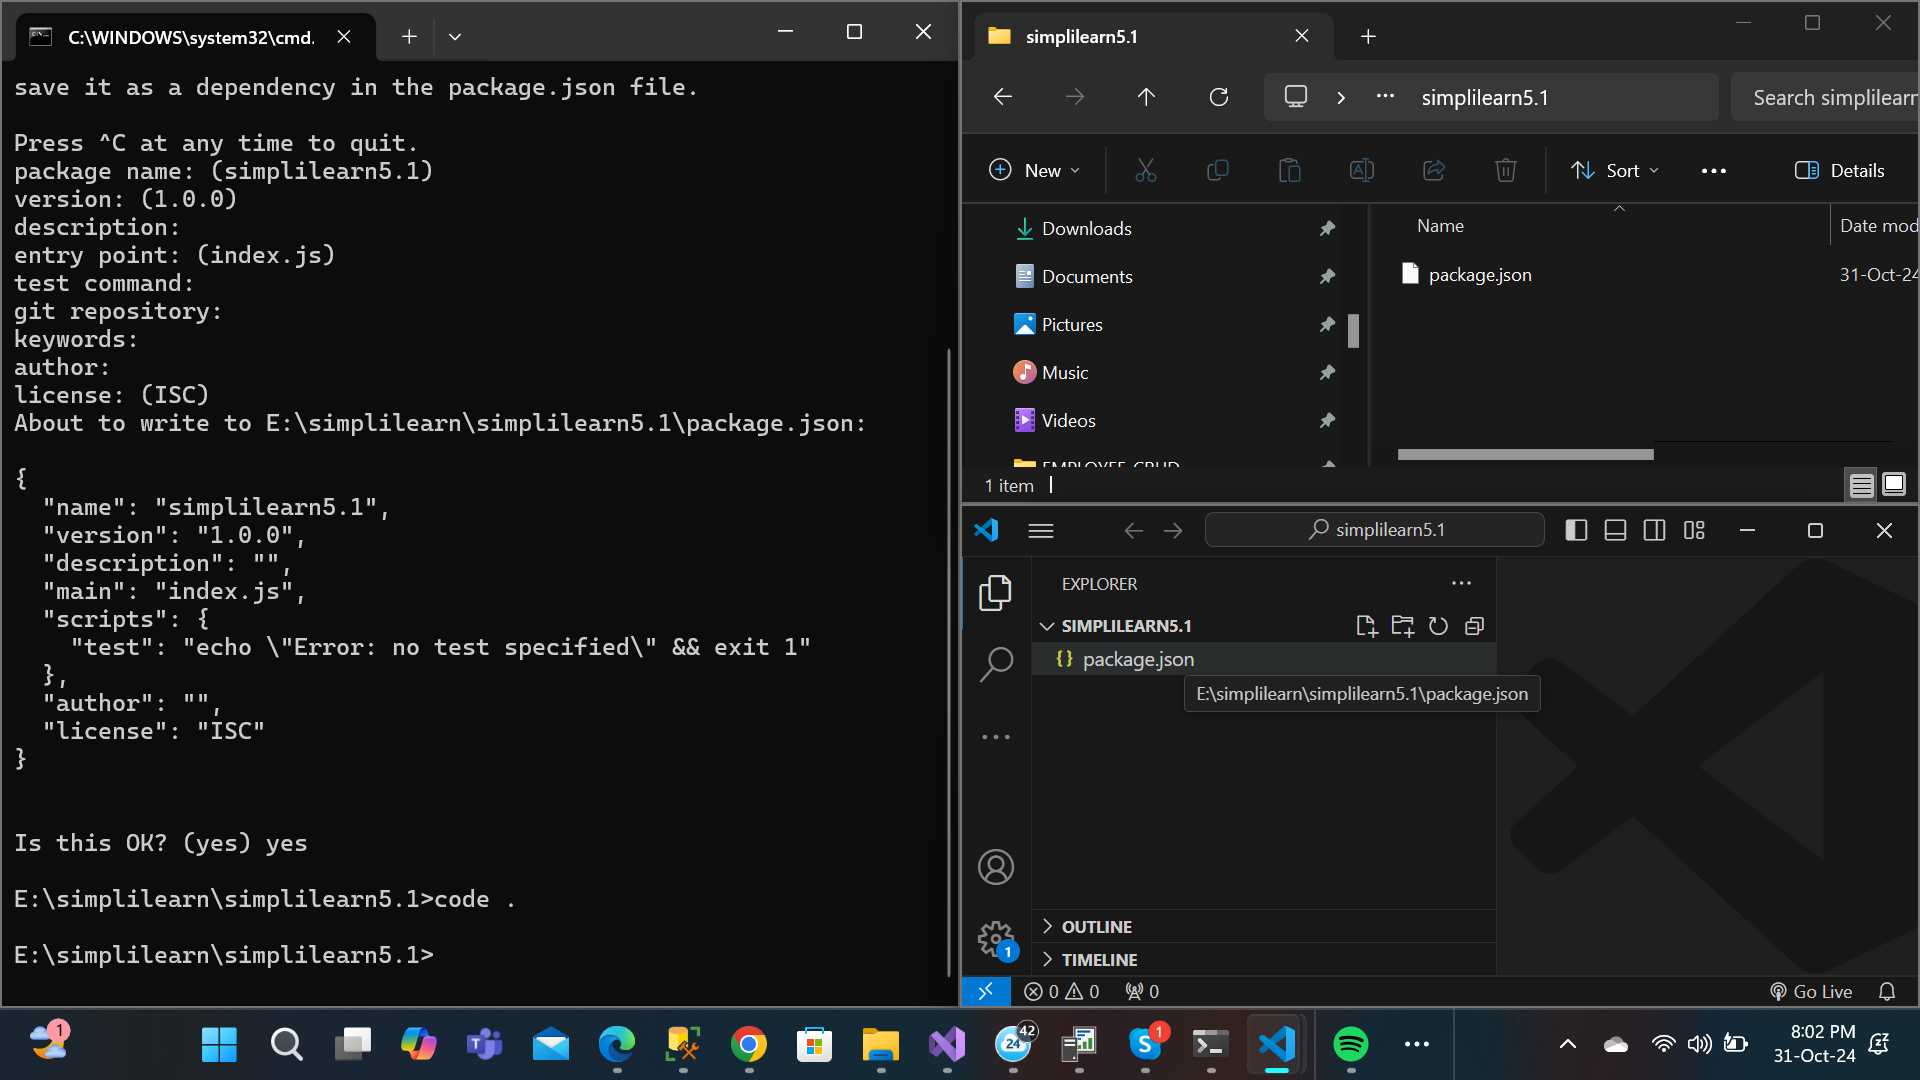 C:\WINDOWS\system32\cmd.
save it as a dependency in the package.json file.
Press ^C at any time to quit.
package name: (simplilearn5.1)
version: (1.0.0)
description:
entry point: (index.js)
test command:
git repository:
keywords:
author:
license: (ISC)
About to write to E:\simplilearn\simplilearn5.1\package.json:
{
"name": "simplilearn5.1",
"version": "1.0.0",
"description": "",
"main": "index.js",
"scripts": {
"test": "echo \"Error: no test specified\" && exit 1"
},
"author": "",
"license": "ISC"
}
Is this OK? (yes) yes
E:\simplilearn\simplilearn5.1>code .
E:\simplilearn\simplilearn5.1>
simplilearn5.1
simplilearn5.1
Search simplilearn
New
Sort
Details
Downloads
Documents
Pictures
Music
Videos
EMPLOYEE CRUD
Name
Date mod
package.json
31-Oct-24
1 item
simplilearn5.1
EXPLORER
SIMPLILEARN5.1
{} package.json
E:\simplilearn\simplilearn5.1\package.json
OUTLINE
TIMELINE
1
0 0 0
Go Live
1
24
42
S
1
8:02 PM
31-Oct-24